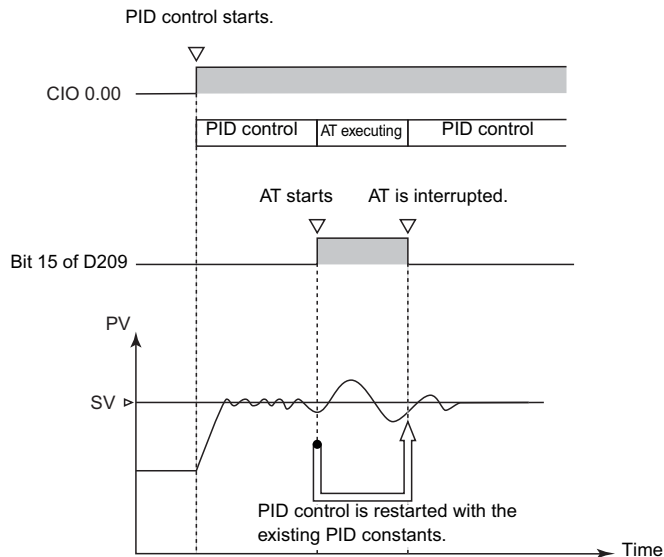 PID control starts.
CIO 0.00
PID control
AT executing
PID control
AT starts
AT is interrupted.
Bit 15 of D209
PV
SV
PID control is restarted with the
existing PID constants.
Time